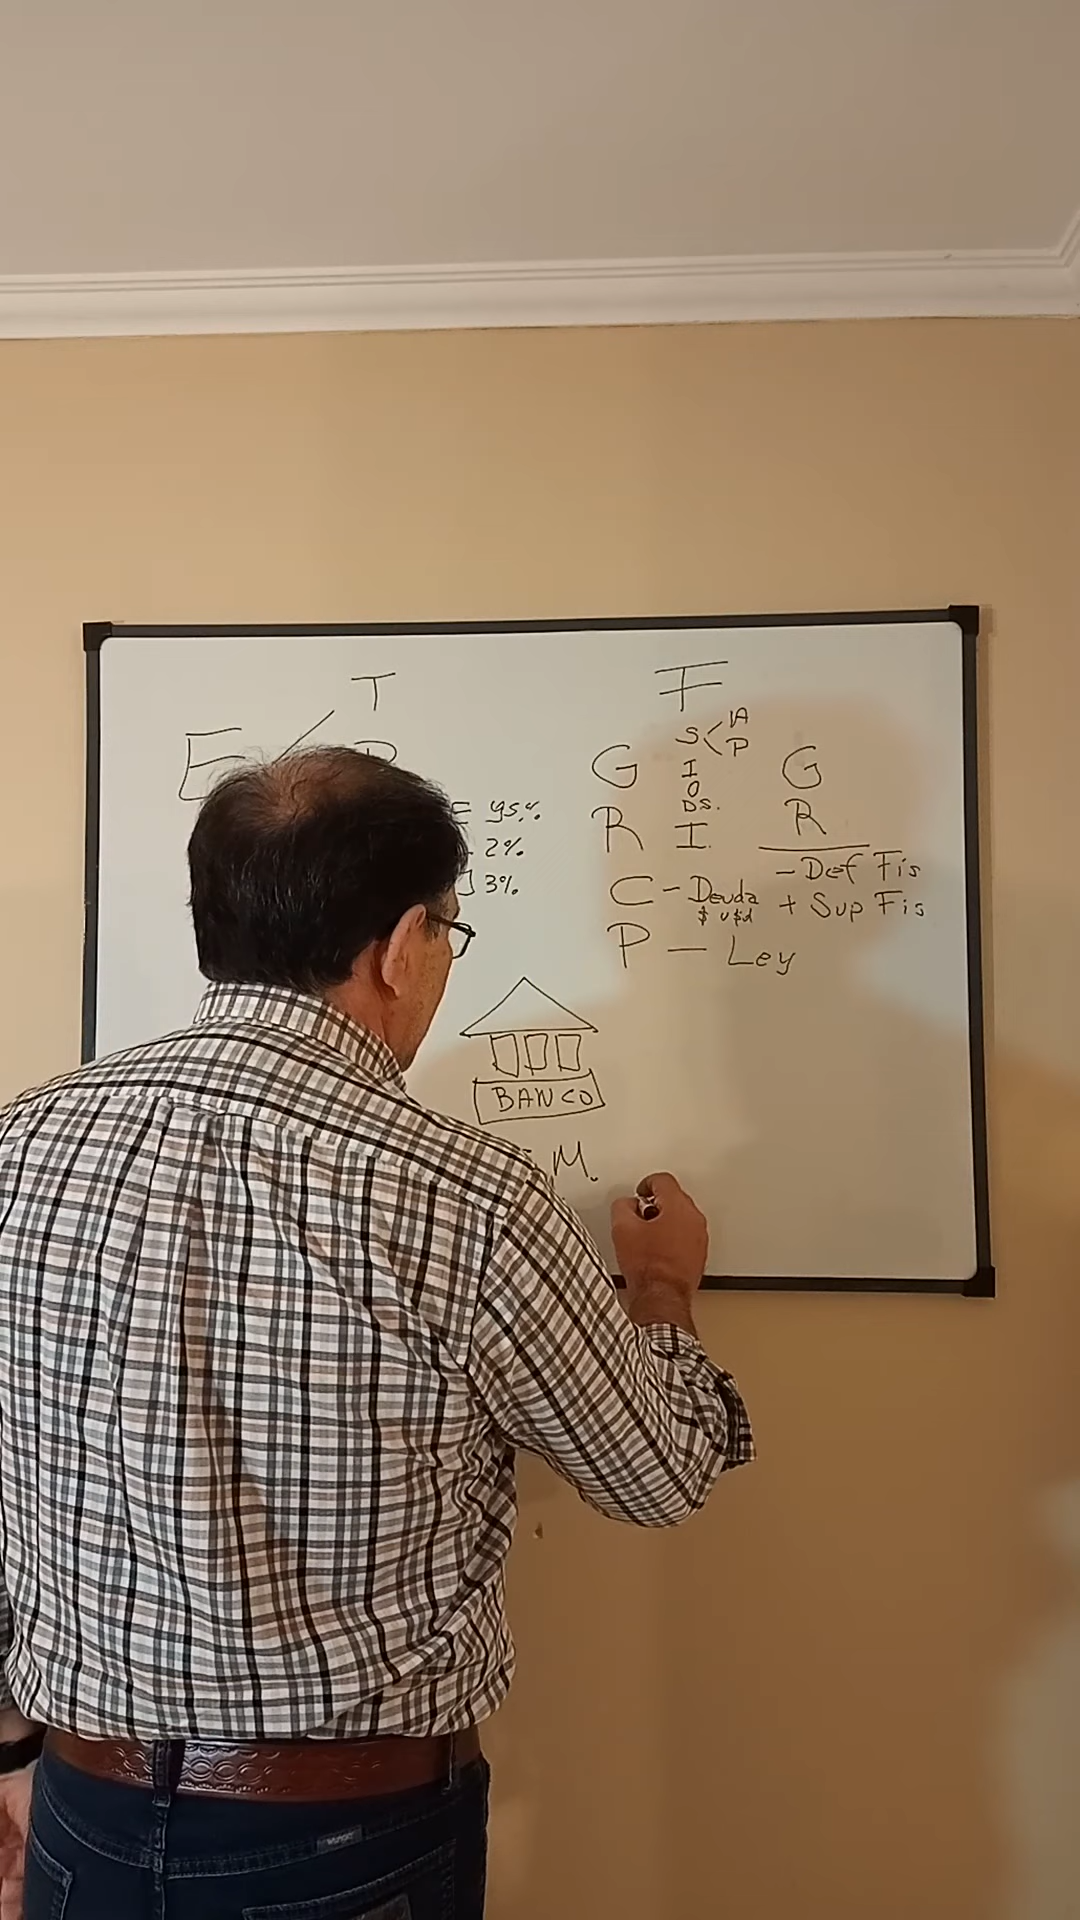 T
E
= 95.%
2%
3%
BANCO
M.
F
S < IA
P
G I G
O
DS.
R I. R
- Def Fis
C - Deuda + Sup Fis
$ u$d
P - Ley